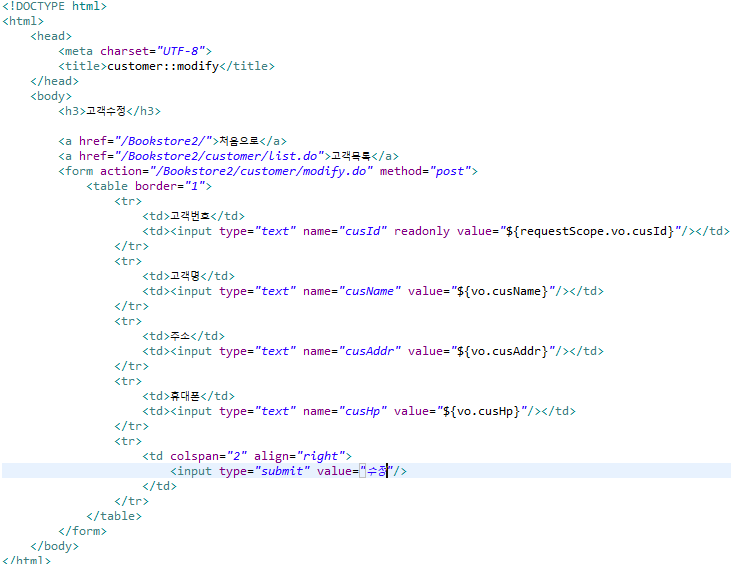 <!DOCTYPE html>
<html>
    <head>
        <meta charset="UTF-8">
        <title>customer::modify</title>
    </head>
    <body>
        <h3>고객수정</h3>

        <a href="/Bookstore2/">처음으로</a>
        <a href="/Bookstore2/customer/list.do">고객목록</a>
        <form action="/Bookstore2/customer/modify.do" method="post">
            <table border="1">
                <tr>
                    <td>고객번호</td>
                    <td><input type="text" name="cusId" readonly value="${requestScope.vo.cusId}"/></td>
                </tr>
                <tr>
                    <td>고객명</td>
                    <td><input type="text" name="cusName" value="${vo.cusName}"/></td>
                </tr>
                <tr>
                    <td>주소</td>
                    <td><input type="text" name="cusAddr" value="${vo.cusAddr}"/></td>
                </tr>
                <tr>
                    <td>휴대폰</td>
                    <td><input type="text" name="cusHp" value="${vo.cusHp}"/></td>
                </tr>
                <tr>
                    <td colspan="2" align="right">
                        <input type="submit" value="수정"/>
                    </td>
                </tr>
            </table>
        </form>
    </body>
</html>